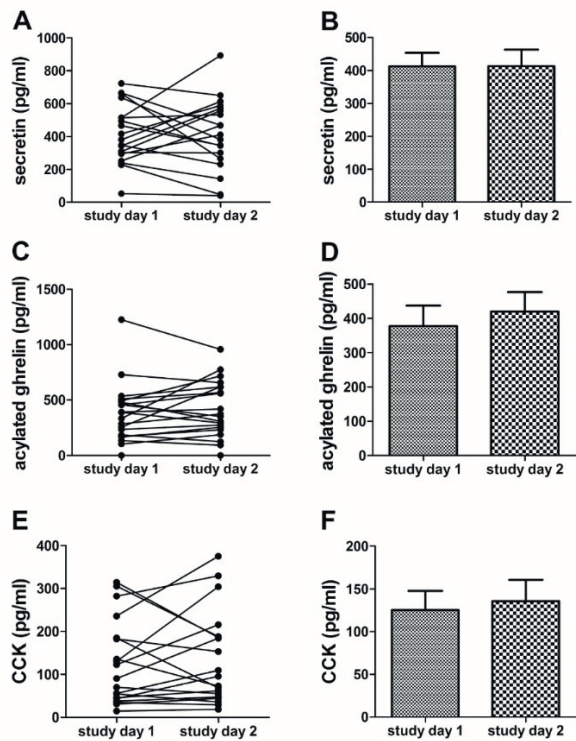 A
secretin (pg/ml)
1000
800
600
400
200
0
study day 1 study day 2
B
secretin (pg/ml)
500
400
300
200
100
0
study day 1 study day 2
C
acylated ghrelin (pg/ml)
1500
1000
500
0
study day 1 study day 2
D
acylated ghrelin (pg/ml)
500
400
300
200
100
0
study day 1 study day 2
E
CCK (pg/ml)
400
300
200
100
0
study day 1 study day 2
F
CCK (pg/ml)
200
150
100
50
0
study day 1 study day 2